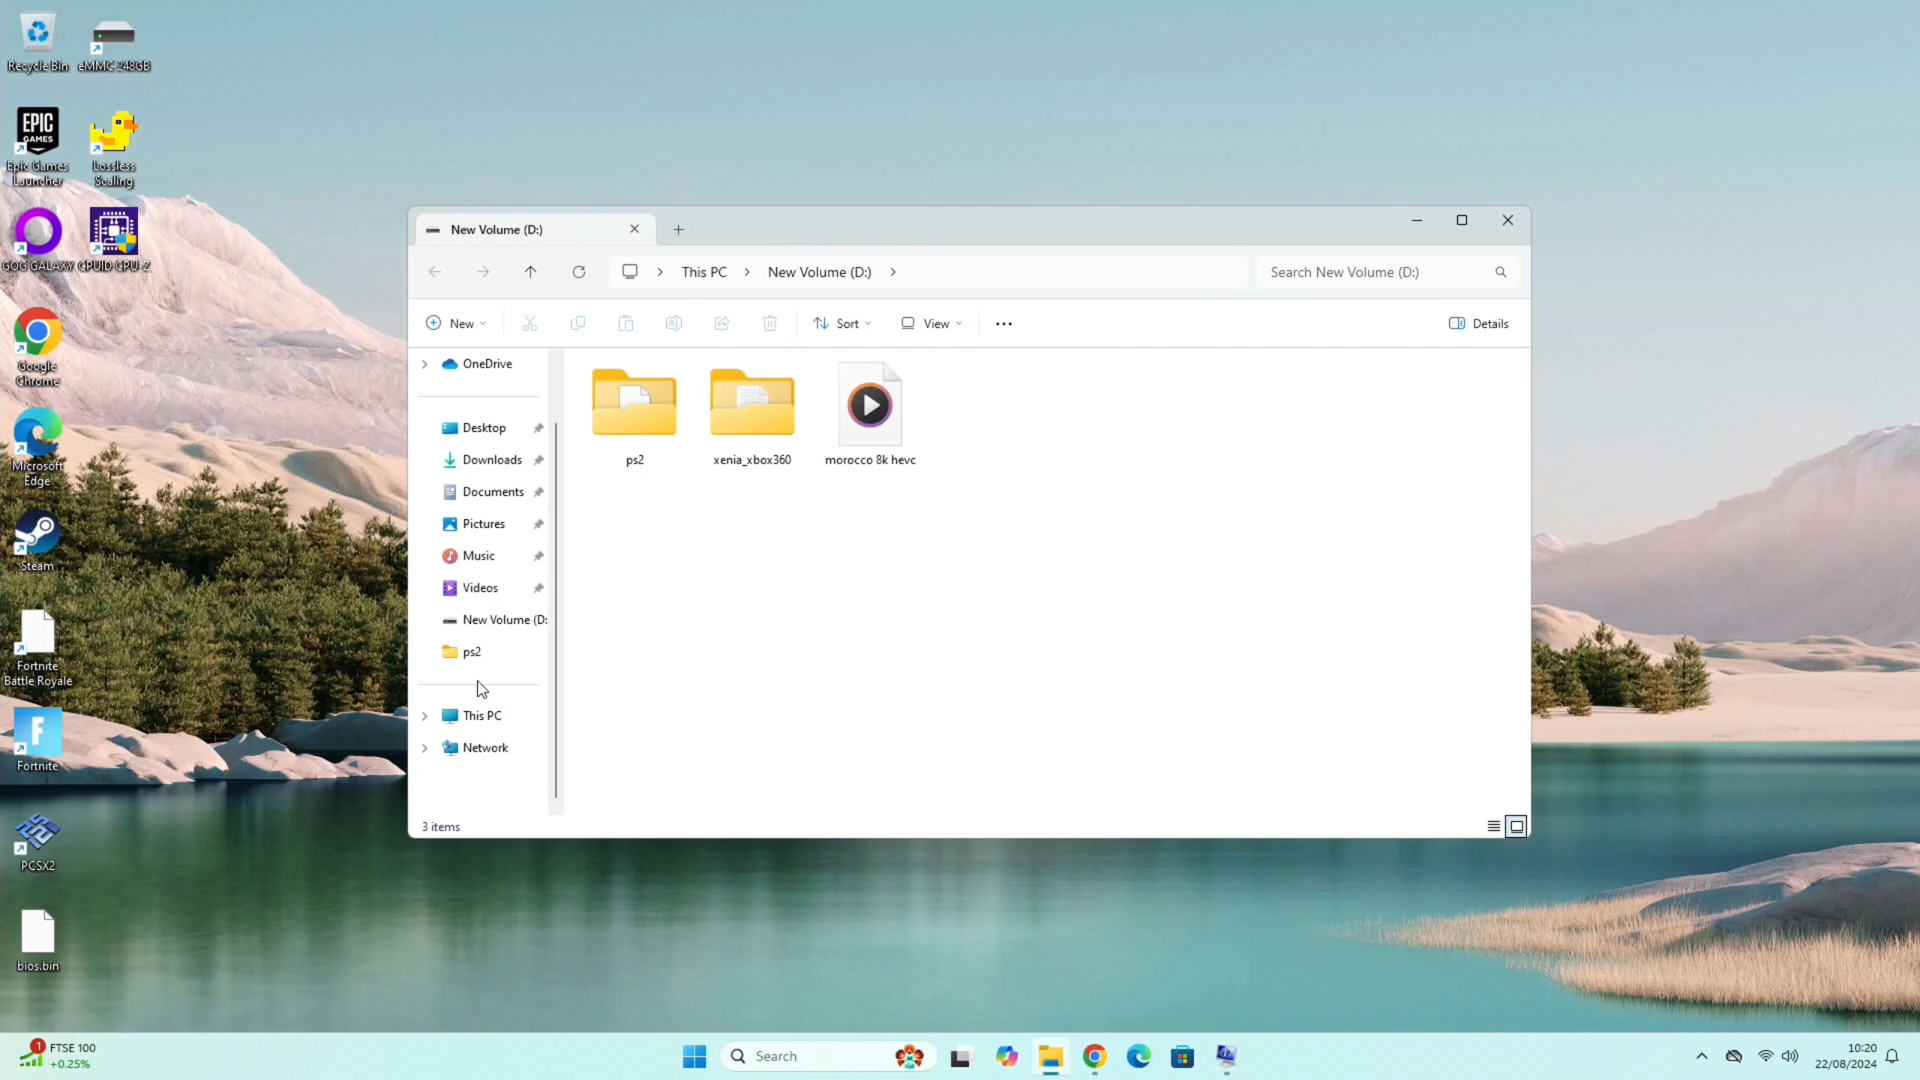 Recycle Bin
eMMC 248GB
EPIC
GAMES
Epic Games
Launcher
Lossless
Scaling
GOG GALAXY
CPUID CPU-Z
Google
Chrome
Microsoft
Edge
Steam
Fortnite
Battle Royale
F
Fortnite
PCSX2
bios.bin
New Volume (D:)
This PC
New Volume (D:)
Search New Volume (D:)
New
Sort
View
Details
OneDrive
Desktop
Downloads
Documents
Pictures
Music
Videos
New Volume (D:
ps2
This PC
Network
ps2
xenia_xbox360
morocco 8k hevc
3 items
1
FTSE 100
+0.25%
Search
10:20
22/08/2024